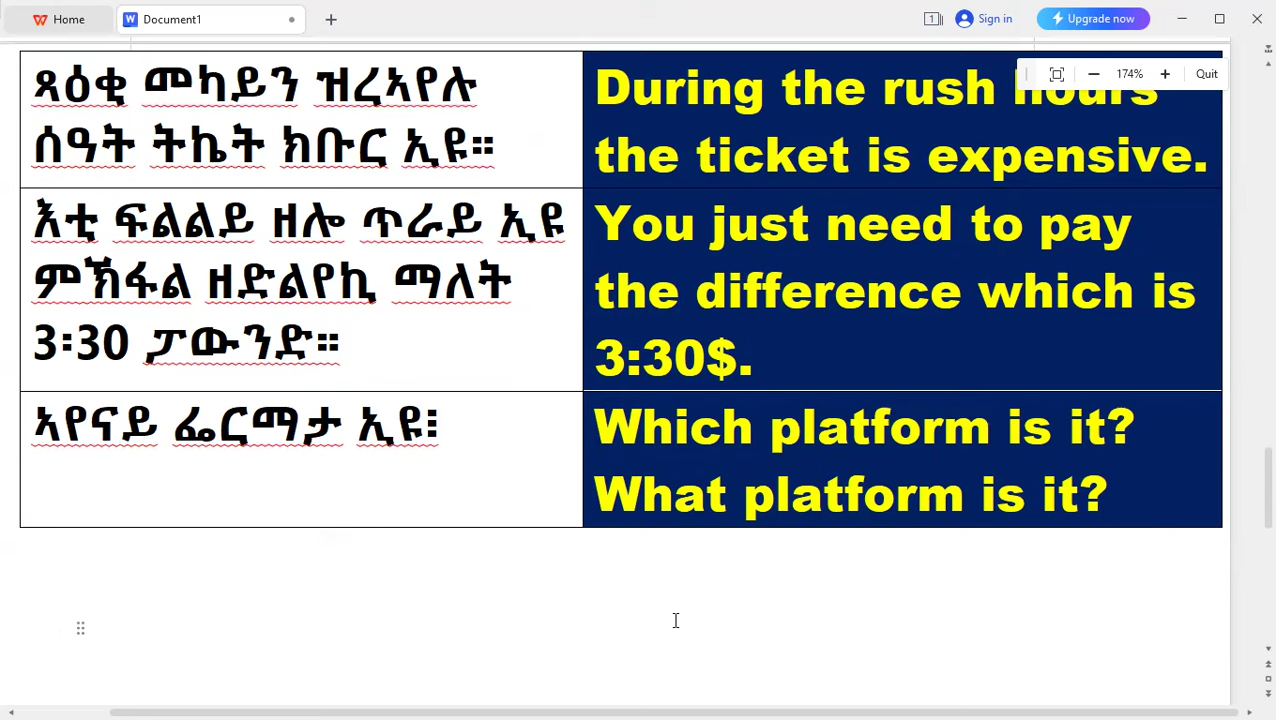 Home
Document1
1
Sign in
Upgrade now
ጻዕቂ መካይን ዝረኣየሉ
ሰዓት ትኬት ክቡር ኢዩ።
During the rush hours
the ticket is expensive.
174%
Quit
እቲ ፍልልይ ዘሎ ጥራይ ኢዩ
ምኽፋል ዘድልየኪ ማለት
3፡30 ፓውንድ።
You just need to pay
the difference which is
3:30$.
ኣየናይ ፌርማታ ኢዩ፧
Which platform is it?
What platform is it?